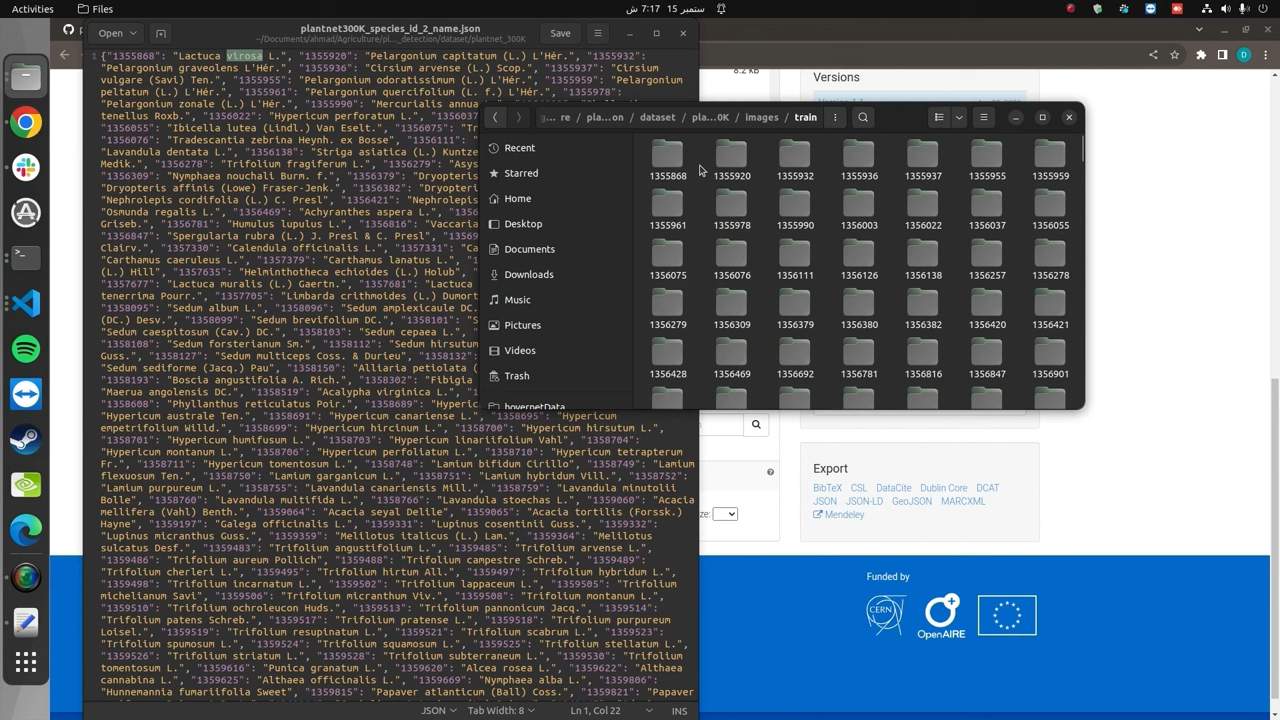 Activities
Files
7:17 ش 15 سبتمبر
Open
plantnet300K_species_id_2_name.json
~/Documents/ahmad/Agriculture/pl..._detection/dataset/plantnet_300K
Save
1 {"1355868": "Lactuca virosa L.", "1355920": "Pelargonium capitatum (L.) L'Hér.", "1355932":
"Pelargonium graveolens L'Hér.", "1355936": "Cirsium arvense (L.) Scop.", "1355937": "Cirsium
vulgare (Savi) Ten.", "1355955": "Pelargonium odoratissimum (L.) L'Hér.", "1355959": "Pelargonium
peltatum (L.) L'Hér.", "1355961": "Pelargonium quercifolium (L. f.) L'Hér.", "1355978":
"Pelargonium zonale (L.) L'Hér.", "1355990": "Mercurialis annua
tenellus Roxb.", "1356022": "Hypericum perforatum L.", "1356037
"1356055": "Ibicella lutea (Lindl.) Van Eselt.", "1356075":
"1356076": "Tradescantia zebrina Heynh. ex Bosse", "1356111":
Lavandula dentata L.", "1356138": "Striga asiatica (L.) Kuntze
Medik.", "1356278": "Trifolium fragiferum L.", "1356279": "Asys
"1356309": "Nymphaea nouchali Burm. f.", "1356379":
"Dryopteris affinis (Lowe) Fraser-Jenk.", "1356382":
"Nephrolepis cordifolia (L.) C. Presl", "1356421":
"Osmunda regalis L.", "1356469": "Achyranthes aspera L.",
Griseb.", "1356781": "Humulus lupulus L.", "1356816": "Vaccaria
"1356847": "Spergularia rubra (L.) J. Presl & C. Presl",
Clairv.", "1357330": "Calendula officinalis L.",
"Carthamus caeruleus L.", "1357379": "Carthamus lanatus L.",
(L.) Hill", "1357635": "Helminthotheca echioides (L.) Holub",
"1357677": "Lactuca muralis (L.) Gaertn.", "1357681": "Lactuca
tenerrima Pourr.", "1357705": "Limbarda crithmoides (L.) Dumort
"1358095": "Sedum album L.", "1358096": "Sedum amplexicaule DC.
(DC.) Desv.", "1358099": "Sedum brevifolium DC.", "1358101":
"Sedum caespitosum (Cav.) DC.", "1358103": "Sedum cepaea L.",
"1358108": "Sedum forsterianum Sm.", "1358112": "Sedum hirsutum
Guss.", "1358127": "Sedum multiceps Coss. & Durieu", "1358132":
"Sedum sediforme (Jacq.) Pau", "1358150": "Alliaria petiolata (
"1358193": "Boscia angustifolia A. Rich.", "1358302": "Fibigia
"Maerua angolensis DC.", "1358519": "Acalypha virginica L.",
"1358608": "Phyllanthus reticulatus Poir.", "1358689":
"Hypericum australe Ten.", "1358691": "Hypericum canariense L.", "1358695": "Hypericum
empetrifolium Willd.", "1358699": "Hypericum hircinum L.", "1358700": "Hypericum hirsutum L.",
"1358701": "Hypericum humifusum L.", "1358703": "Hypericum linariifolium Vahl", "1358704":
"Hypericum montanum L.", "1358706": "Hypericum perfoliatum L.", "1358710": "Hypericum tetrapterum
Fr.", "1358711": "Hypericum tomentosum L.", "1358748": "Lamium bifidum Cirillo", "1358749": "Lamium
flexuosum Ten.", "1358750": "Lamium garganicum L.", "1358751": "Lamium hybridum Vill.", "1358752":
"Lamium purpureum L.", "1358755": "Lavandula canariensis Mill.", "1358759": "Lavandula minutolii
Bolle", "1358760": "Lavandula multifida L.", "1358766": "Lavandula stoechas L.", "1359060": "Acacia
mellifera (Vahl) Benth.", "1359064": "Acacia seyal Delile", "1359065": "Acacia tortilis (Forssk.)
Hayne", "1359197": "Galega officinalis L.", "1359331": "Lupinus cosentinii Guss.", "1359332":
"Lupinus micranthus Guss.", "1359359": "Melilotus italicus (L.) Lam.", "1359364": "Melilotus
sulcatus Desf.", "1359483": "Trifolium angustifolium L.", "1359485": "Trifolium arvense L.",
"1359486": "Trifolium aureum Pollich", "1359488": "Trifolium campestre Schreb.", "1359489":
"Trifolium cherleri L.", "1359495": "Trifolium hirtum All.", "1359497": "Trifolium hybridum L.",
"1359498": "Trifolium incarnatum L.", "1359502": "Trifolium lappaceum L.", "1359505": "Trifolium
michelianum Savi", "1359506": "Trifolium micranthum Viv.", "1359508": "Trifolium montanum L.",
"1359510": "Trifolium ochroleucon Huds.", "1359513": "Trifolium pannonicum Jacq.", "1359514":
"Trifolium patens Schreb.", "1359517": "Trifolium pratense L.", "1359518": "Trifolium purpureum
Loisel.", "1359519": "Trifolium resupinatum L.", "1359521": "Trifolium scabrum L.", "1359523":
"Trifolium spumosum L.", "1359524": "Trifolium squamosum L.", "1359525": "Trifolium stellatum L.",
"1359526": "Trifolium striatum L.", "1359528": "Trifolium subterraneum L.", "1359530": "Trifolium
tomentosum L.", "1359616": "Punica granatum L.", "1359620": "Alcea rosea L.", "1359622": "Althaea
cannabina L.", "1359625": "Althaea officinalis L.", "1359669": "Nymphaea alba L.", "1359806":
"Hunnemannia fumariifolia Sweet", "1359815": "Papaver atlanticum (Ball) Coss.", "1359821": "Papaver
JSON
Tab Width: 8
Ln 1, Col 22
INS
re / pla...on / dataset / pla...0K / images / train
Recent
Starred
Home
Desktop
Documents
Downloads
Music
Pictures
Videos
Trash
hovernetData
1355868 1355920 1355932 1355936 1355937 1355955 1355959
1355961 1355978 1355990 1356003 1356022 1356037 1356055
1356075 1356076 1356111 1356126 1356138 1356257 1356278
1356279 1356309 1356379 1356380 1356382 1356420 1356421
1356428 1356469 1356692 1356781 1356816 1356847 1356901
8.2 kB
Versions
Export
BibTeX CSL DataCite Dublin Core DCAT
JSON JSON-LD GeoJSON MARCXML
Mendeley
Funded by
CERN
OpenAIRE